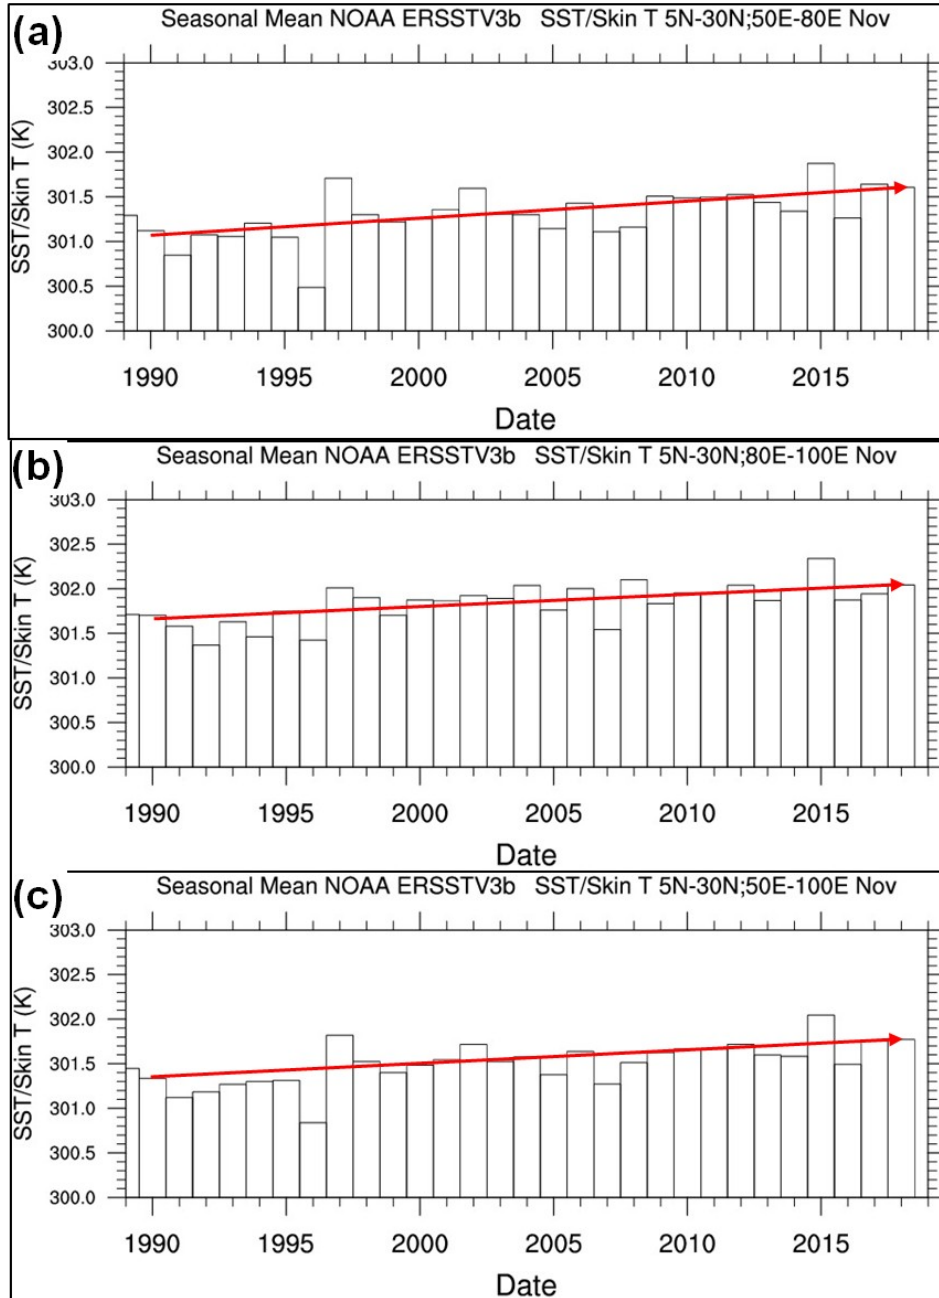 (a)
Seasonal Mean NOAA ERSSTV3b SST/Skin T 5N-30N;50E-80E Nov
SST/Skin T (K)
303.0
302.5
302.0
301.5
301.0
300.5
300.0
1990 1995 2000 2005 2010 2015
Date
(b)
Seasonal Mean NOAA ERSSTV3b SST/Skin T 5N-30N;80E-100E Nov
SST/Skin T (K)
303.0
302.5
302.0
301.5
301.0
300.5
300.0
1990 1995 2000 2005 2010 2015
Date
(c)
Seasonal Mean NOAA ERSSTV3b SST/Skin T 5N-30N;50E-100E Nov
SST/Skin T (K)
303.0
302.5
302.0
301.5
301.0
300.5
300.0
1990 1995 2000 2005 2010 2015
Date